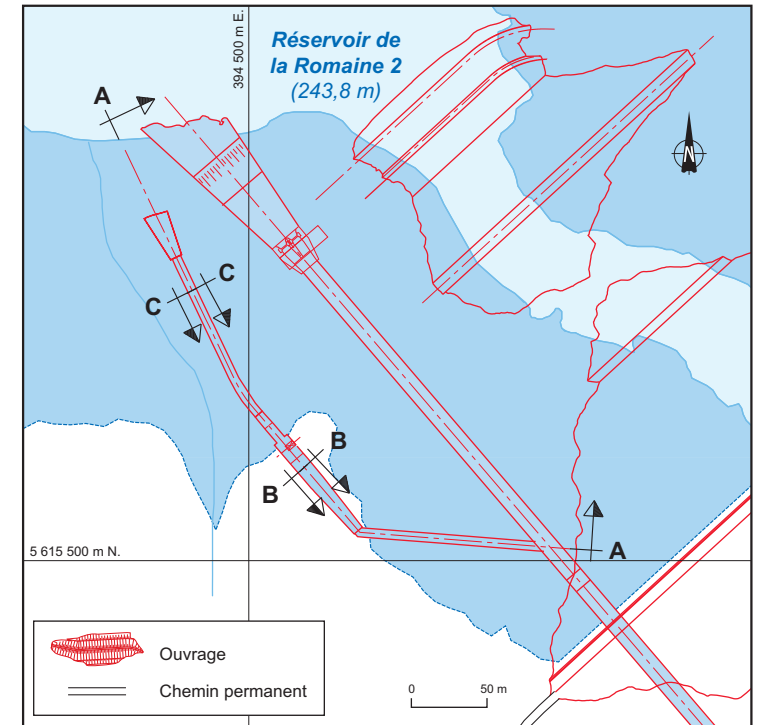 394 500 m E.
Réservoir de
la Romaine 2
(243,8 m)
A
N
C
C
B
B
A
5 615 500 m N.
Ouvrage
Chemin permanent
0 50 m